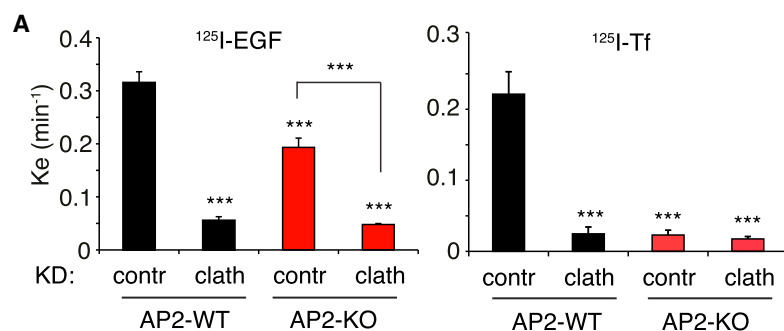 A
¹²⁵I-EGF
Ke (min⁻¹)
0.4
0.3
0.2
0.1
0
***
***
***
***
KD: contr clath contr clath
AP2-WT AP2-KO
¹²⁵I-Tf
0.3
0.2
0.1
0
*** *** ***
contr clath contr clath
AP2-WT AP2-KO